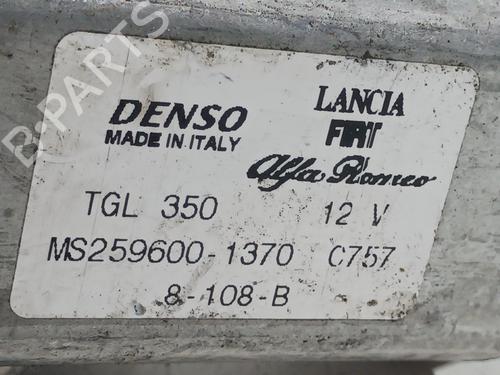 B-PARTS
DENSO
MADE IN ITALY
LANCIA
FIAT
Alfa Romeo
TGL 350 12 V
MS259600-1370 C757
8-108-B